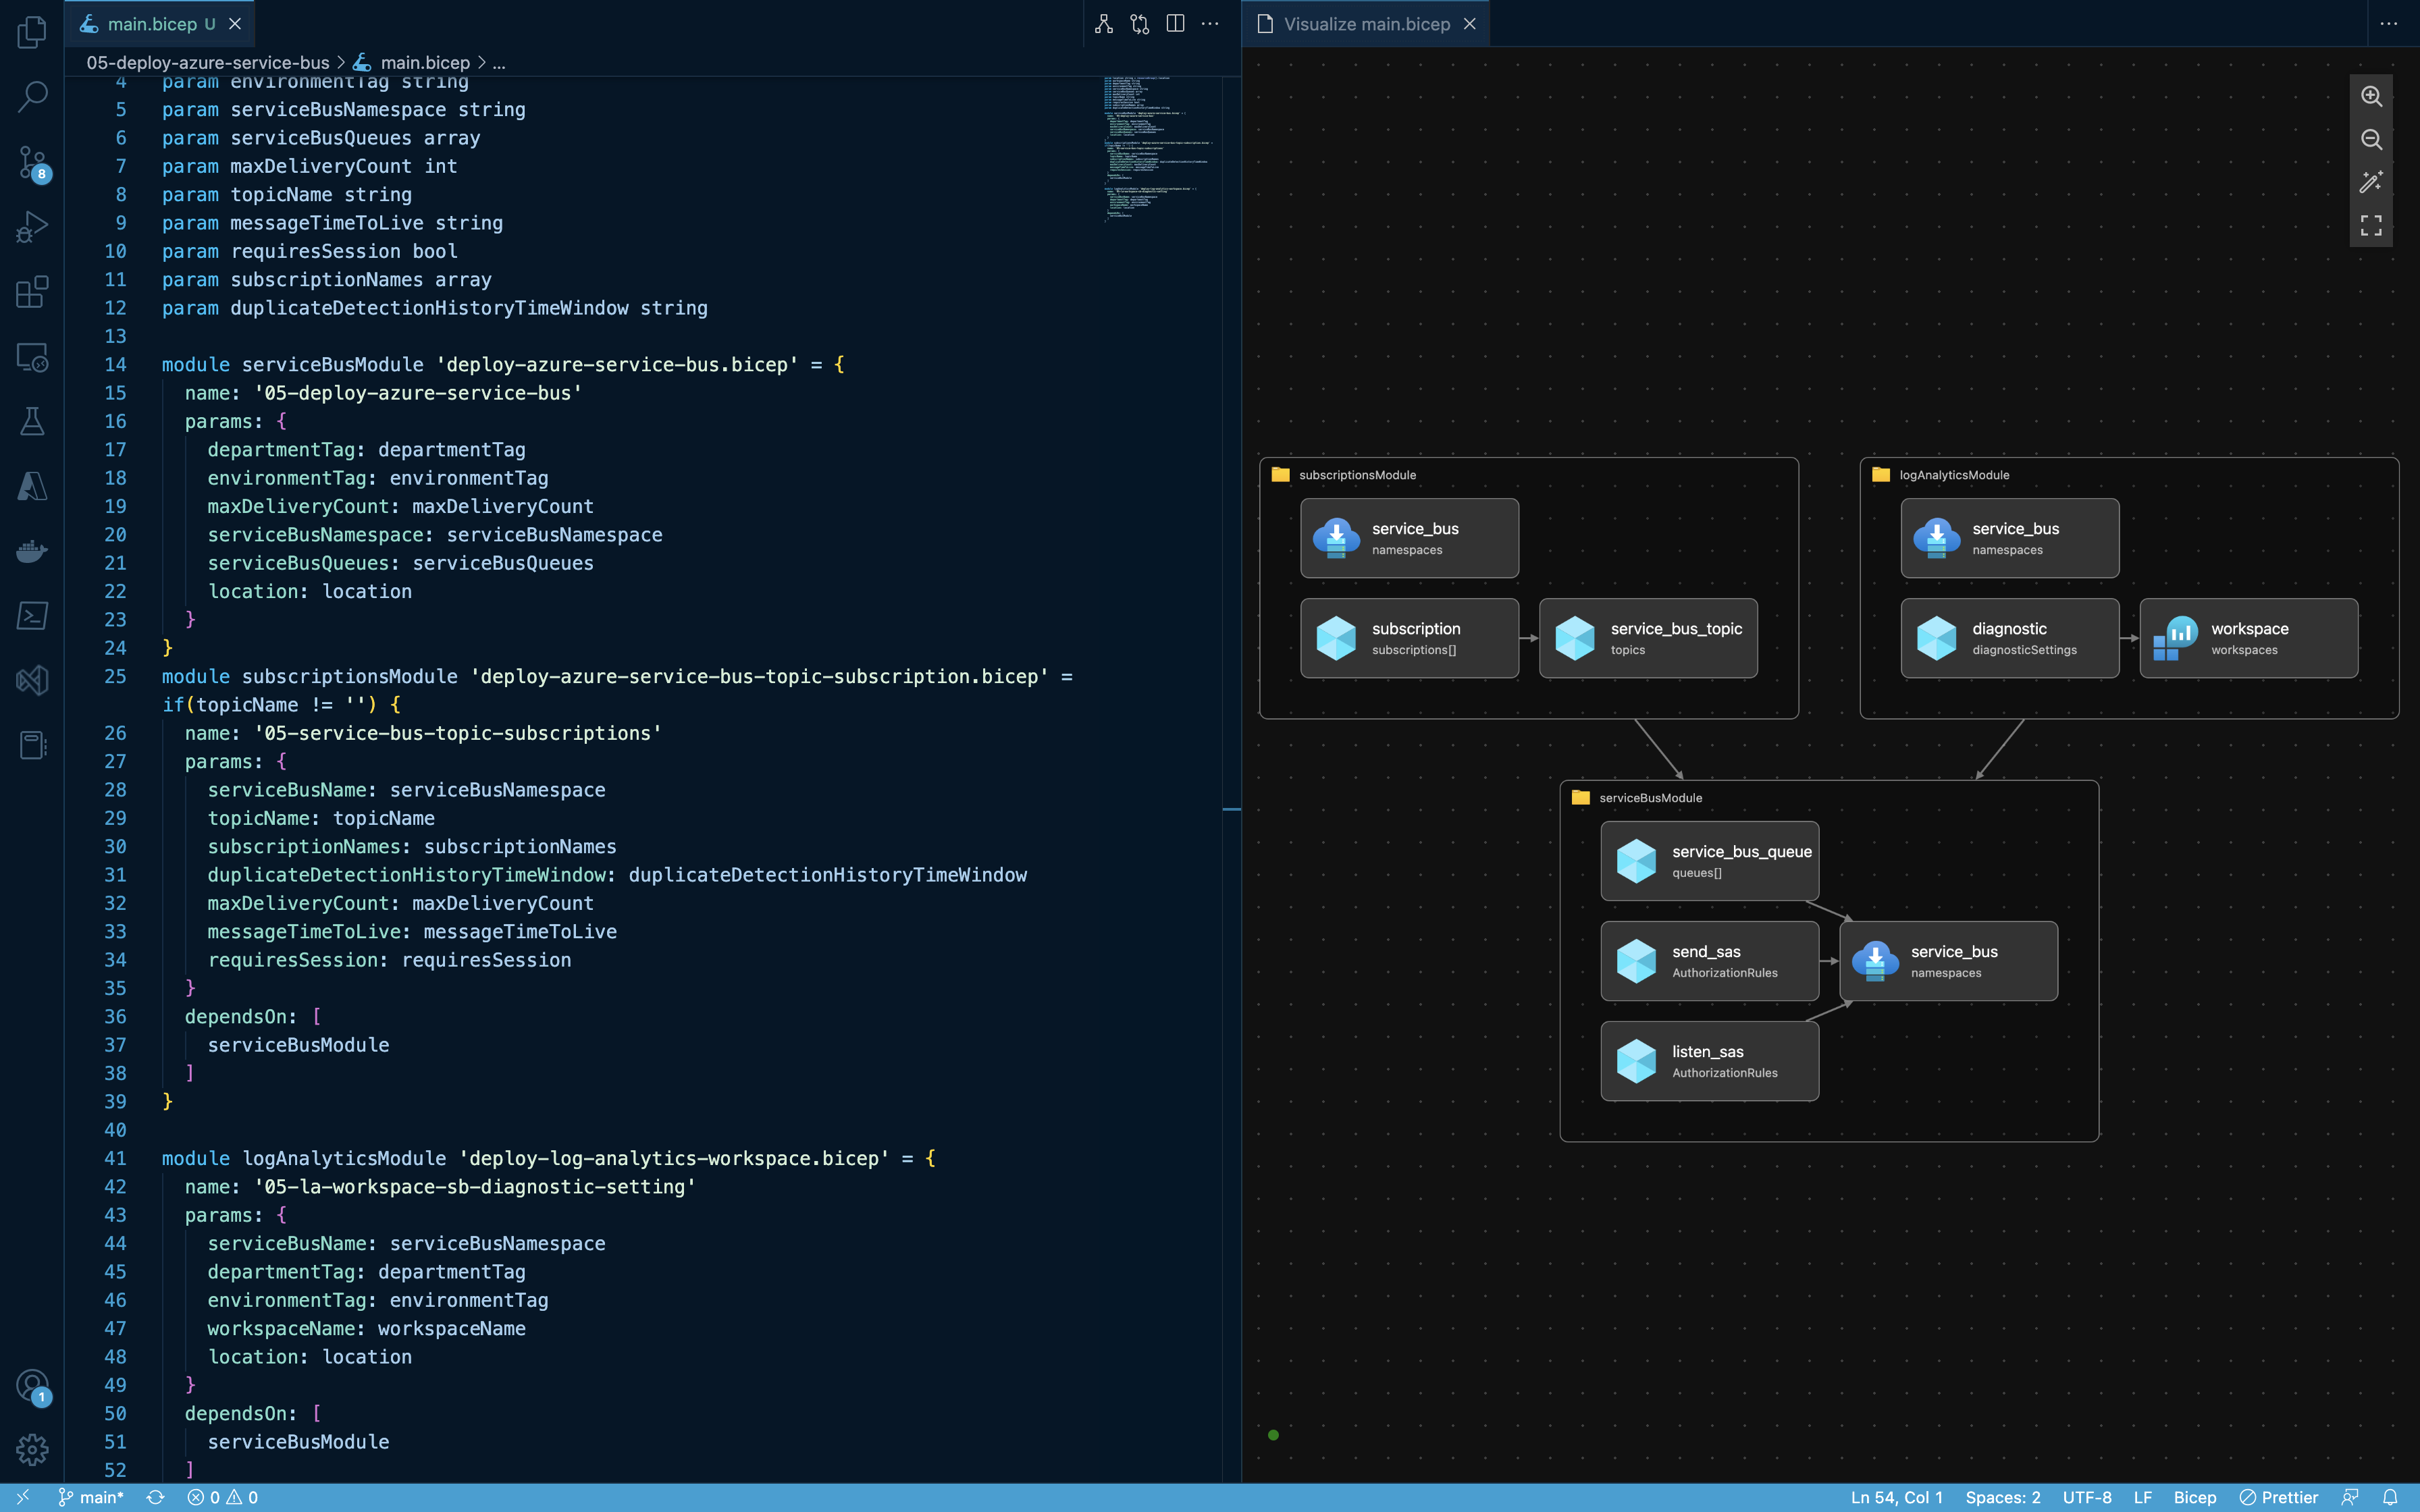 main.bicep U
Visualize main.bicep
05-deploy-azure-service-bus > main.bicep > ...
4 param environmentTag string
5 param serviceBusNamespace string
6 param serviceBusQueues array
7 param maxDeliveryCount int
8 param topicName string
9 param messageTimeToLive string
10 param requiresSession bool
11 param subscriptionNames array
12 param duplicateDetectionHistoryTimeWindow string
13
14 module serviceBusModule 'deploy-azure-service-bus.bicep' = {
15 name: '05-deploy-azure-service-bus'
16 params: {
17 departmentTag: departmentTag
18 environmentTag: environmentTag
19 maxDeliveryCount: maxDeliveryCount
20 serviceBusNamespace: serviceBusNamespace
21 serviceBusQueues: serviceBusQueues
22 location: location
23 }
24 }
25 module subscriptionsModule 'deploy-azure-service-bus-topic-subscription.bicep' =
if(topicName != '') {
26 name: '05-service-bus-topic-subscriptions'
27 params: {
28 serviceBusName: serviceBusNamespace
29 topicName: topicName
30 subscriptionNames: subscriptionNames
31 duplicateDetectionHistoryTimeWindow: duplicateDetectionHistoryTimeWindow
32 maxDeliveryCount: maxDeliveryCount
33 messageTimeToLive: messageTimeToLive
34 requiresSession: requiresSession
35 }
36 dependsOn: [
37 serviceBusModule
38 ]
39 }
40
41 module logAnalyticsModule 'deploy-log-analytics-workspace.bicep' = {
42 name: '05-la-workspace-sb-diagnostic-setting'
43 params: {
44 serviceBusName: serviceBusNamespace
45 departmentTag: departmentTag
46 environmentTag: environmentTag
47 workspaceName: workspaceName
48 location: location
49 }
50 dependsOn: [
51 serviceBusModule
52 ]
8
1
subscriptionsModule
service_bus
namespaces
subscription
subscriptions[]
service_bus_topic
topics
logAnalyticsModule
service_bus
namespaces
diagnostic
diagnosticSettings
workspace
workspaces
serviceBusModule
service_bus_queue
queues[]
send_sas
AuthorizationRules
service_bus
namespaces
listen_sas
AuthorizationRules
main* 0 0
Ln 54, Col 1 Spaces: 2 UTF-8 LF Bicep Prettier